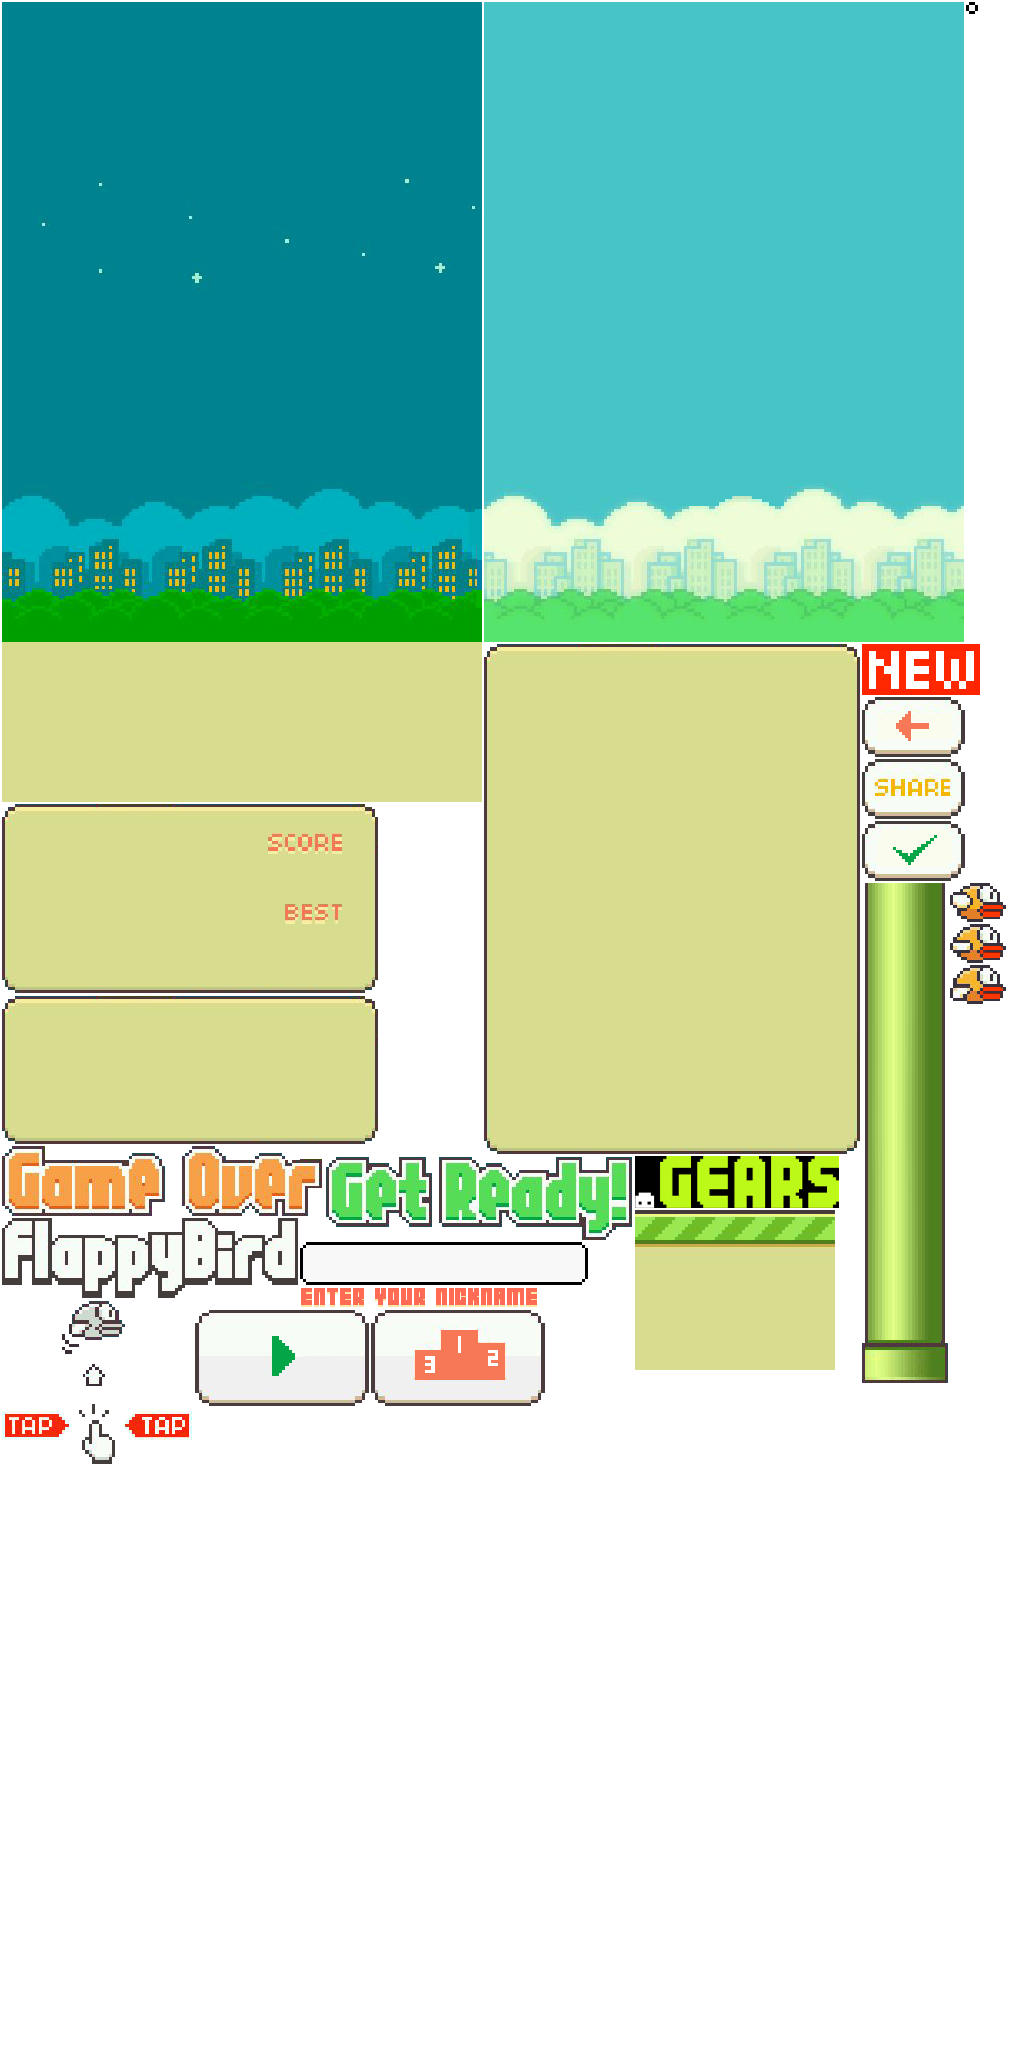 NEW
SHARE
SCORE
BEST
Game Over
Get Ready!
GEARS
FlappyBird
ENTER YOUR NICKNAME
1
3 2
TAP TAP